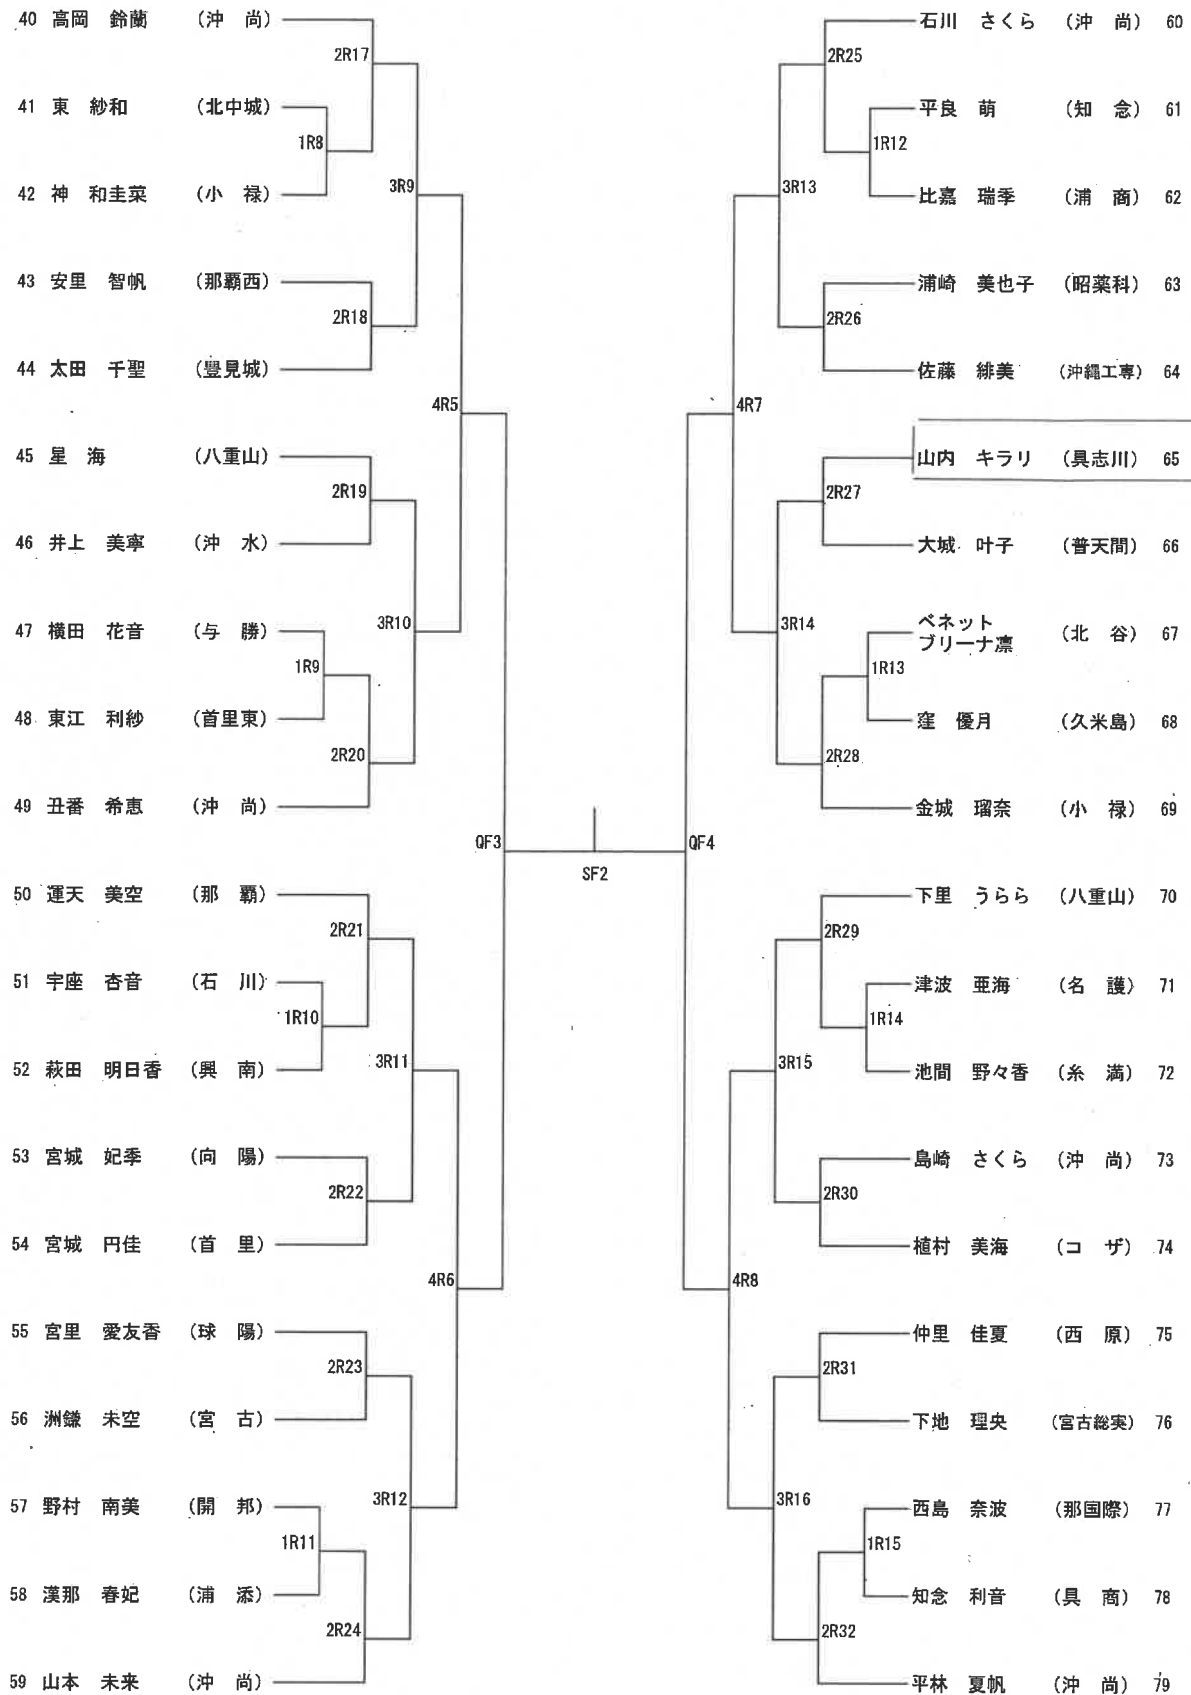 40 高岡 鈴蘭 (沖 尚)
2R17
41 東 紗和 (北中城)
1R8
42 神 和圭菜 (小 禄)
3R9
43 安里 智帆 (那覇西)
2R18
44 太田 千聖 (豊見城)
4R5
45 星 海 (八重山)
2R19
46 井上 美寧 (沖 水)
3R10
47 横田 花音 (与 勝)
1R9
48 東江 利紗 (首里東)
2R20
49 丑番 希恵 (沖 尚)
QF3
50 運天 美空 (那 覇)
2R21
51 宇座 杏音 (石 川)
1R10
52 萩田 明日香 (興 南)
3R11
53 宮城 妃季 (向 陽)
2R22
54 宮城 円佳 (首 里)
4R6
55 宮里 愛友香 (球 陽)
2R23
56 洲鎌 未空 (宮 古)
3R12
57 野村 南美 (開 邦)
1R11
58 漢那 春妃 (浦 添)
2R24
59 山本 未来 (沖 尚)
SF2
石川 さくら (沖 尚) 60
2R25
平良 萌 (知 念) 61
1R12
比嘉 瑞季 (浦 商) 62
3R13
浦崎 美也子 (昭薬科) 63
2R26
佐藤 緋美 (沖縄工専) 64
4R7
山内 キラリ (具志川) 65
2R27
大城 叶子 (普天間) 66
3R14
ベネット
ブリーナ凛 (北 谷) 67
1R13
窪 優月 (久米島) 68
2R28
金城 瑠奈 (小 禄) 69
QF4
下里 うらら (八重山) 70
2R29
津波 亜海 (名 護) 71
1R14
池間 野々香 (糸 満) 72
3R15
島崎 さくら (沖 尚) 73
2R30
植村 美海 (コ ザ) 74
4R8
仲里 佳夏 (西 原) 75
2R31
下地 理央 (宮古総実) 76
3R16
西島 奈波 (那国際) 77
1R15
知念 利音 (具 商) 78
2R32
平林 夏帆 (沖 尚) 79